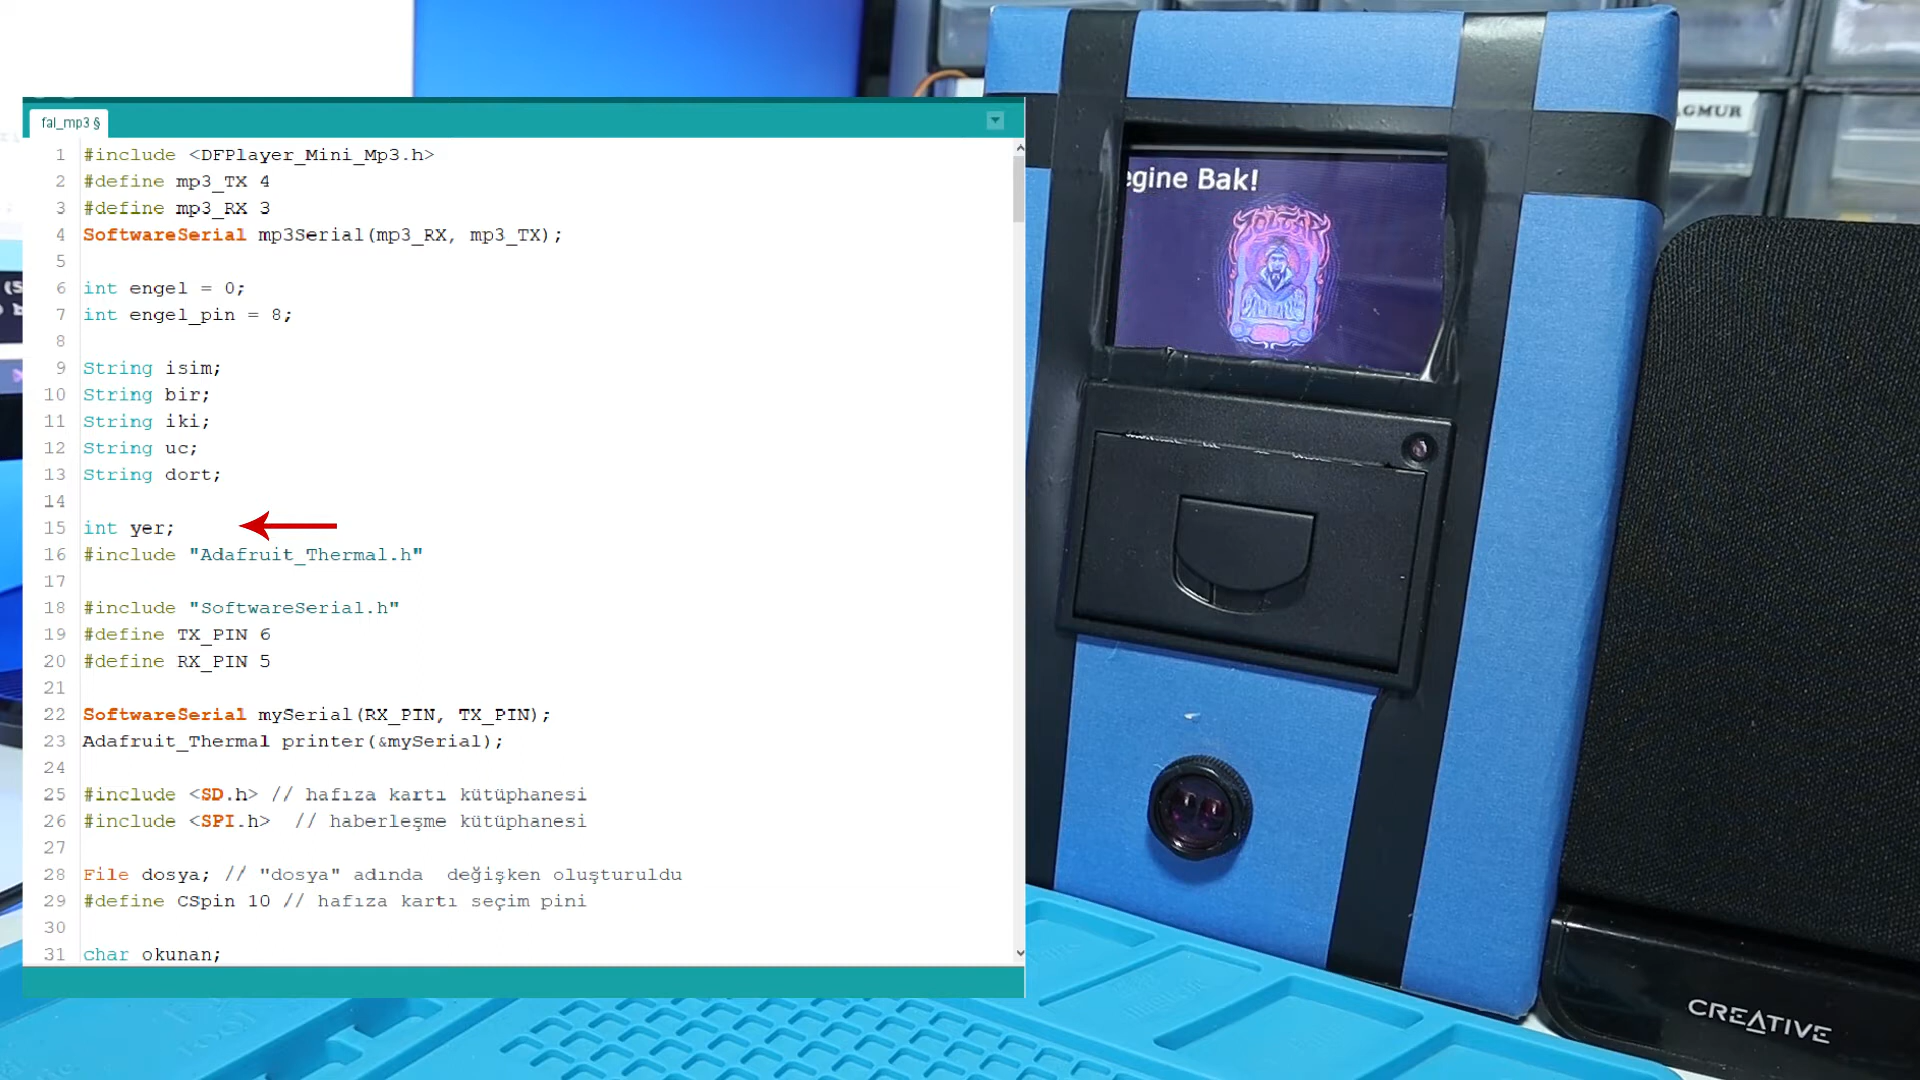 fal_mp3 §
1 #include <DFPlayer_Mini_Mp3.h>
2 #define mp3_TX 4
3 #define mp3_RX 3
4 SoftwareSerial mp3Serial(mp3_RX, mp3_TX);
5
6 int engel = 0;
7 int engel_pin = 8;
8
9 String isim;
10 String bir;
11 String iki;
12 String uc;
13 String dort;
14
15 int yer;
16 #include "Adafruit_Thermal.h"
17
18 #include "SoftwareSerial.h"
19 #define TX_PIN 6
20 #define RX_PIN 5
21
22 SoftwareSerial mySerial(RX_PIN, TX_PIN);
23 Adafruit_Thermal printer(&mySerial);
24
25 #include <SD.h> // hafıza kartı kütüphanesi
26 #include <SPI.h>  // haberleşme kütüphanesi
27
28 File dosya; // "dosya" adında  değişken oluşturuldu
29 #define CSpin 10 // hafıza kartı seçim pini
30
31 char okunan;
egine Bak!
ZOLTAR
AGMUR
CREATIVE